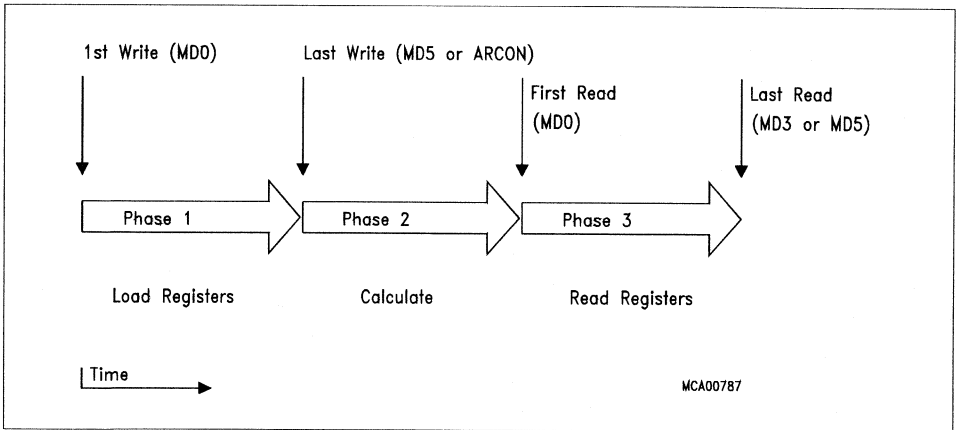 1st Write (MD0)
Last Write (MD5 or ARCON)
First Read
(MD0)
Last Read
(MD3 or MD5)
Phase 1
Phase 2
Phase 3
Load Registers
Calculate
Read Registers
Time
MCA00787